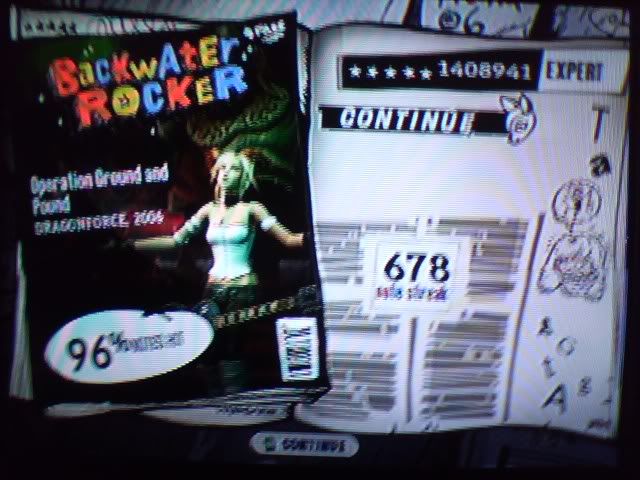 BACKWATER
ROCKER
Operation Ground and
Pound
DRAGONFORCE, 2006
96%
★★★★★ 1408941 EXPERT
CONTINUE
678
note streak
CONTINUE